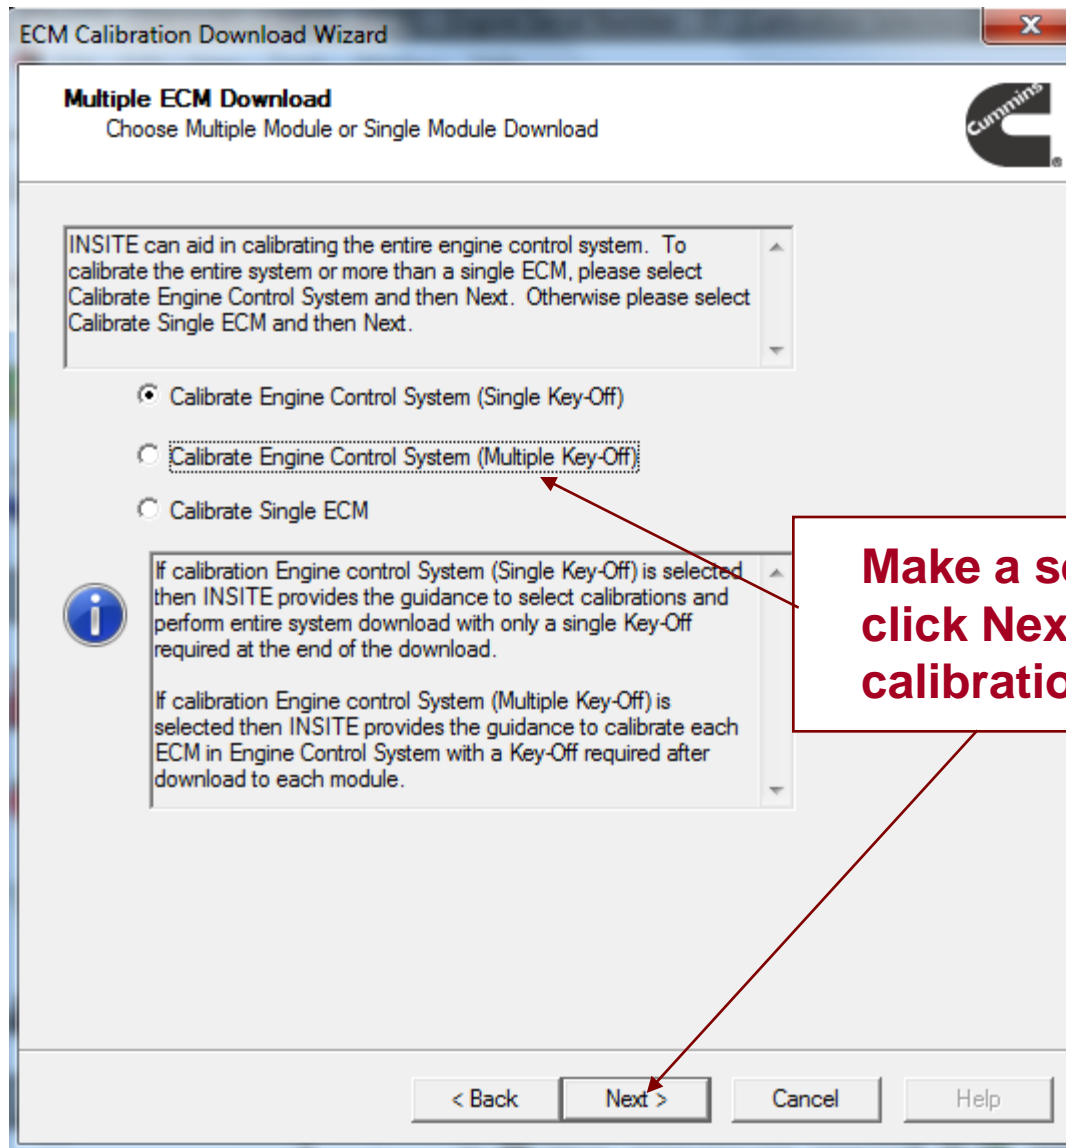 ECM Calibration Download Wizard
Multiple ECM Download
Choose Multiple Module or Single Module Download
Cummins
®
INSITE can aid in calibrating the entire engine control system. To
calibrate the entire system or more than a single ECM, please select
Calibrate Engine Control System and then Next. Otherwise please select
Calibrate Single ECM and then Next.
Calibrate Engine Control System (Single Key-Off)
Calibrate Engine Control System (Multiple Key-Off)
Calibrate Single ECM
If calibration Engine control System (Single Key-Off) is selected
then INSITE provides the guidance to select calibrations and
perform entire system download with only a single Key-Off
required at the end of the download.
If calibration Engine control System (Multiple Key-Off) is
selected then INSITE provides the guidance to calibrate each
ECM in Engine Control System with a Key-Off required after
download to each module.
Make a
click
< Back
Next >
Cancel
Help